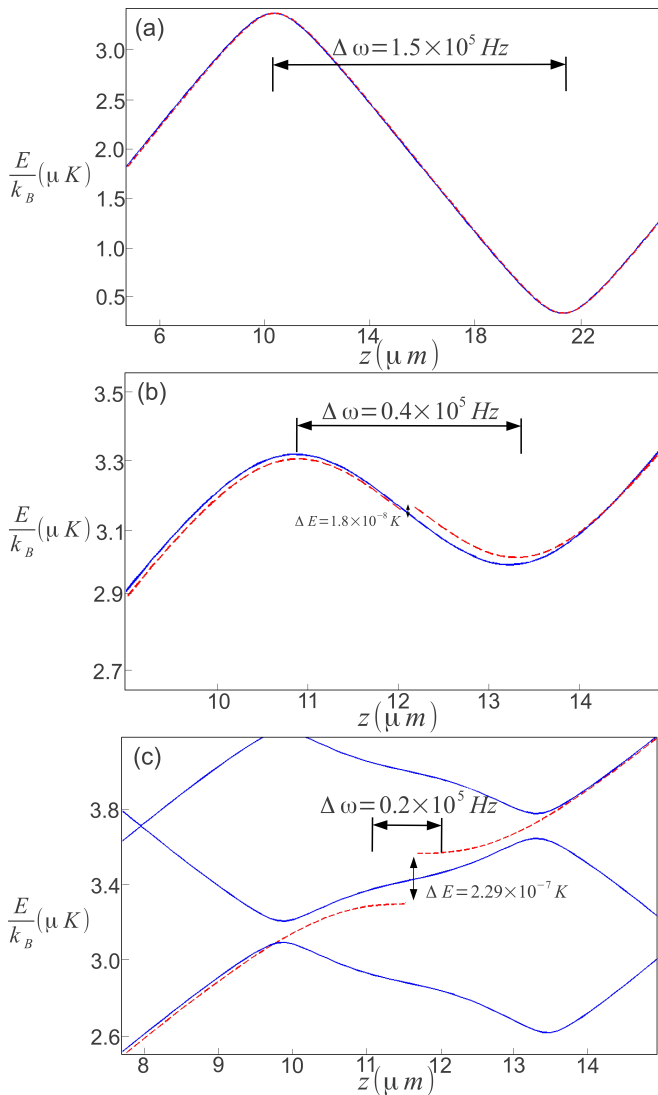 (a)
Δ ω = 1.5×10⁵ Hz
3.0
2.5
E/k_B (μ K)
1.5
1.0
0.5
6 10 14 18 22
z(μ m)
(b)
Δ ω = 0.4×10⁵ Hz
3.5
3.3
E/k_B (μ K)
Δ E = 1.8×10⁻⁸ K
3.1
2.9
2.7
10 11 12 13 14
z(μ m)
(c)
Δ ω = 0.2×10⁵ Hz
3.8
3.4
Δ E = 2.29×10⁻⁷ K
E/k_B (μ K)
3.0
2.6
8 9 10 11 12 13 14
z(μ m)